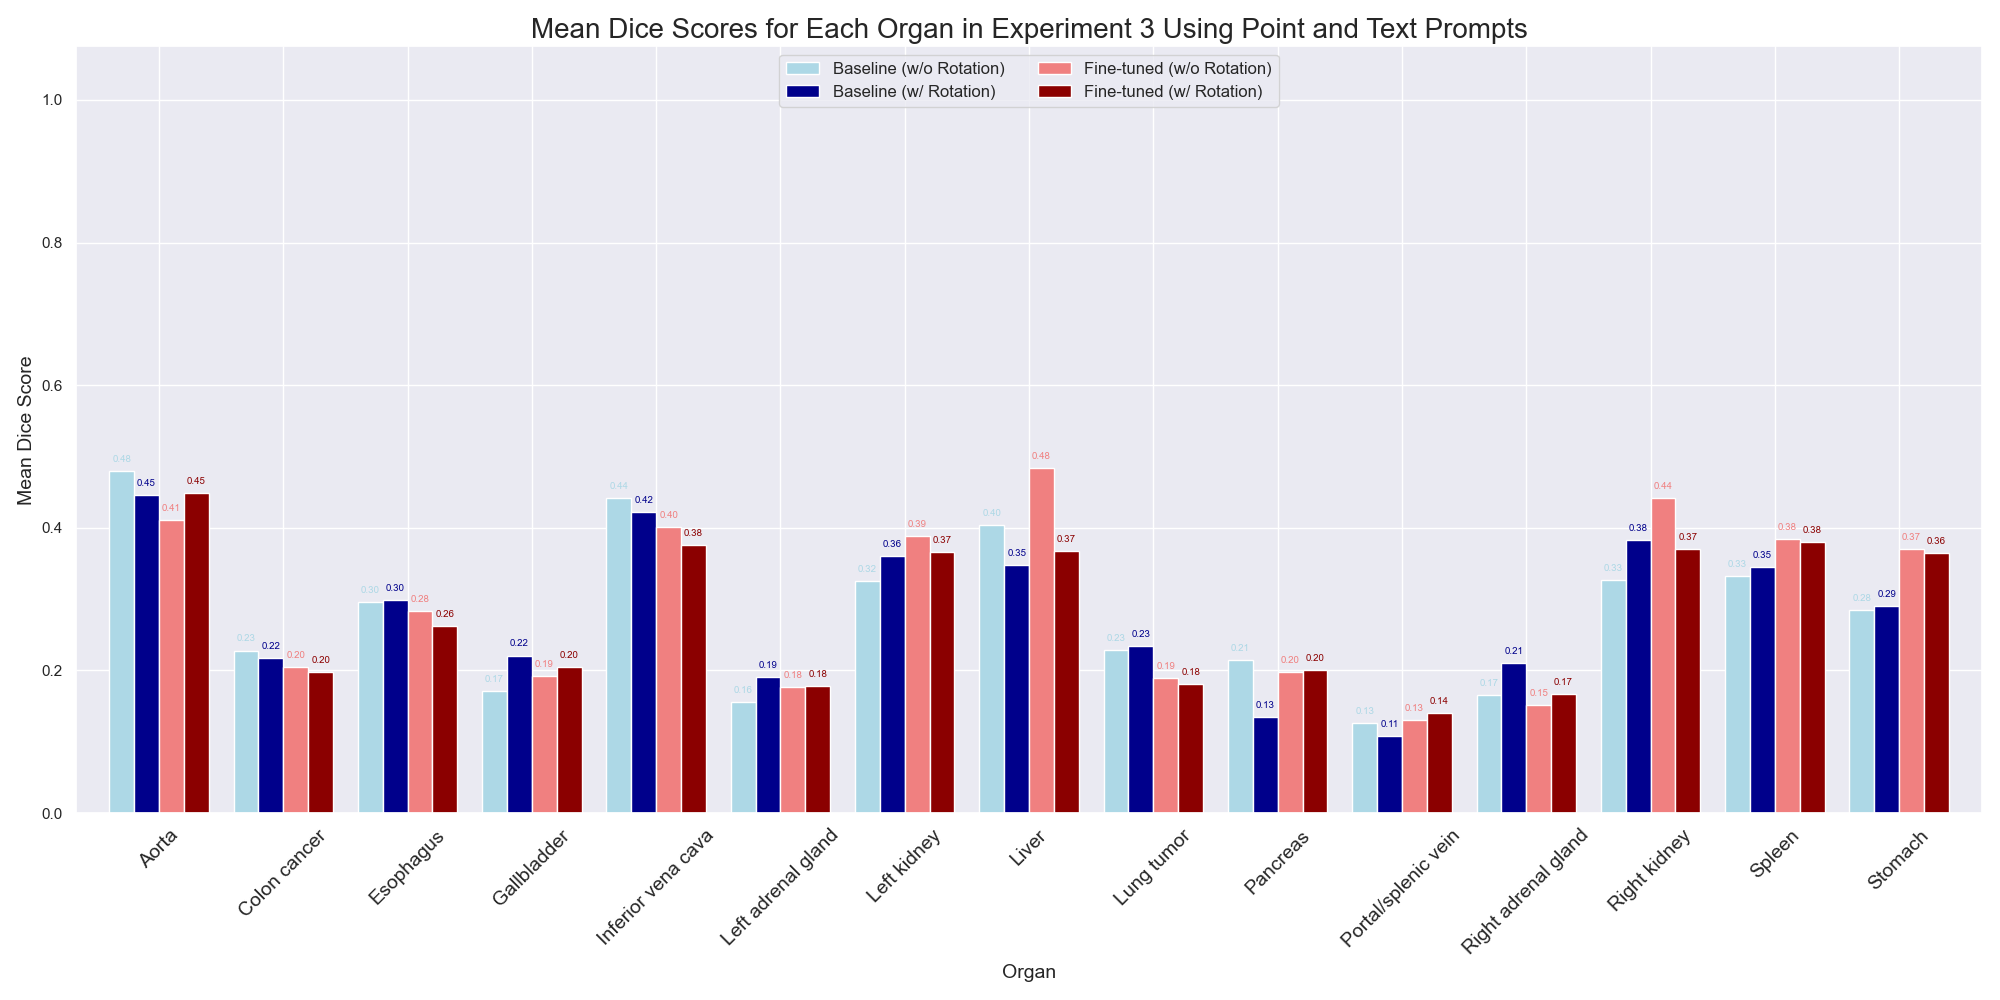 Mean Dice Scores for Each Organ in Experiment 3 Using Point and Text Prompts
Baseline (w/o Rotation)
Baseline (w/ Rotation)
Fine-tuned (w/o Rotation)
Fine-tuned (w/ Rotation)
Mean Dice Score
1.0
0.8
0.6
0.4
0.2
0.0
0.48 0.45 0.41 0.45
0.23 0.22 0.20 0.20
0.30 0.30 0.28 0.26
0.17 0.22 0.19 0.20
0.44 0.42 0.40 0.38
0.16 0.19 0.18 0.18
0.32 0.36 0.39 0.37
0.40 0.35 0.48 0.37
0.23 0.23 0.19 0.18
0.21 0.13 0.20 0.20
0.13 0.11 0.13 0.14
0.17 0.21 0.15 0.17
0.33 0.38 0.44 0.37
0.33 0.35 0.38 0.38
0.28 0.29 0.37 0.36
Aorta
Colon cancer
Esophagus
Gallbladder
Inferior vena cava
Left adrenal gland
Left kidney
Liver
Lung tumor
Pancreas
Portal/splenic vein
Right adrenal gland
Right kidney
Spleen
Stomach
Organ